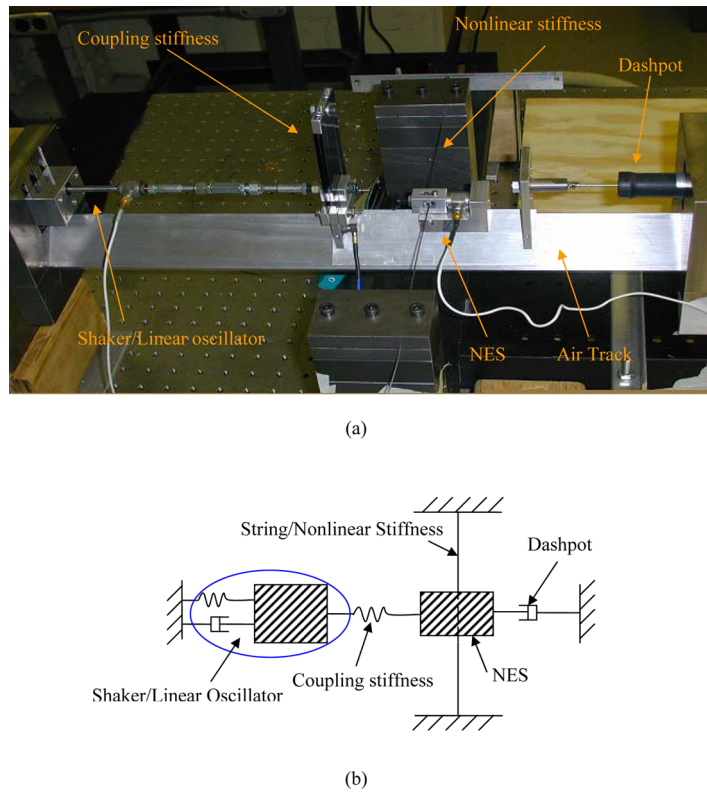 Coupling stiffness
Nonlinear stiffness
Dashpot
Shaker/Linear oscillator
NES
Air Track
(a)
String/Nonlinear Stiffness
Dashpot
Coupling stiffness
NES
Shaker/Linear Oscillator
(b)